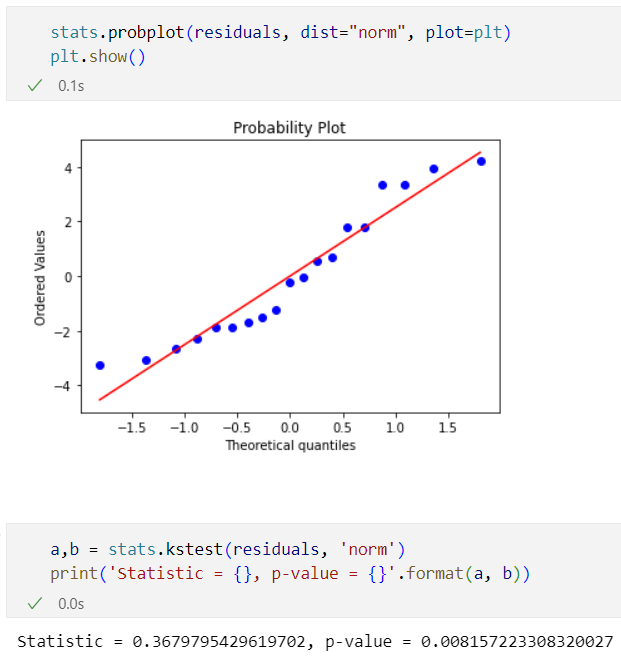 stats.probplot(residuals, dist="norm", plot=plt)
plt.show()
✓ 0.1s
Probability Plot
4
2
0
−2
−4
Ordered Values
−1.5 −1.0 −0.5 0.0 0.5 1.0 1.5
Theoretical quantiles
a,b = stats.kstest(residuals, 'norm')
print('Statistic = {}, p-value = {}'.format(a, b))
✓ 0.0s
Statistic = 0.3679795429619702, p-value = 0.008157223308320027